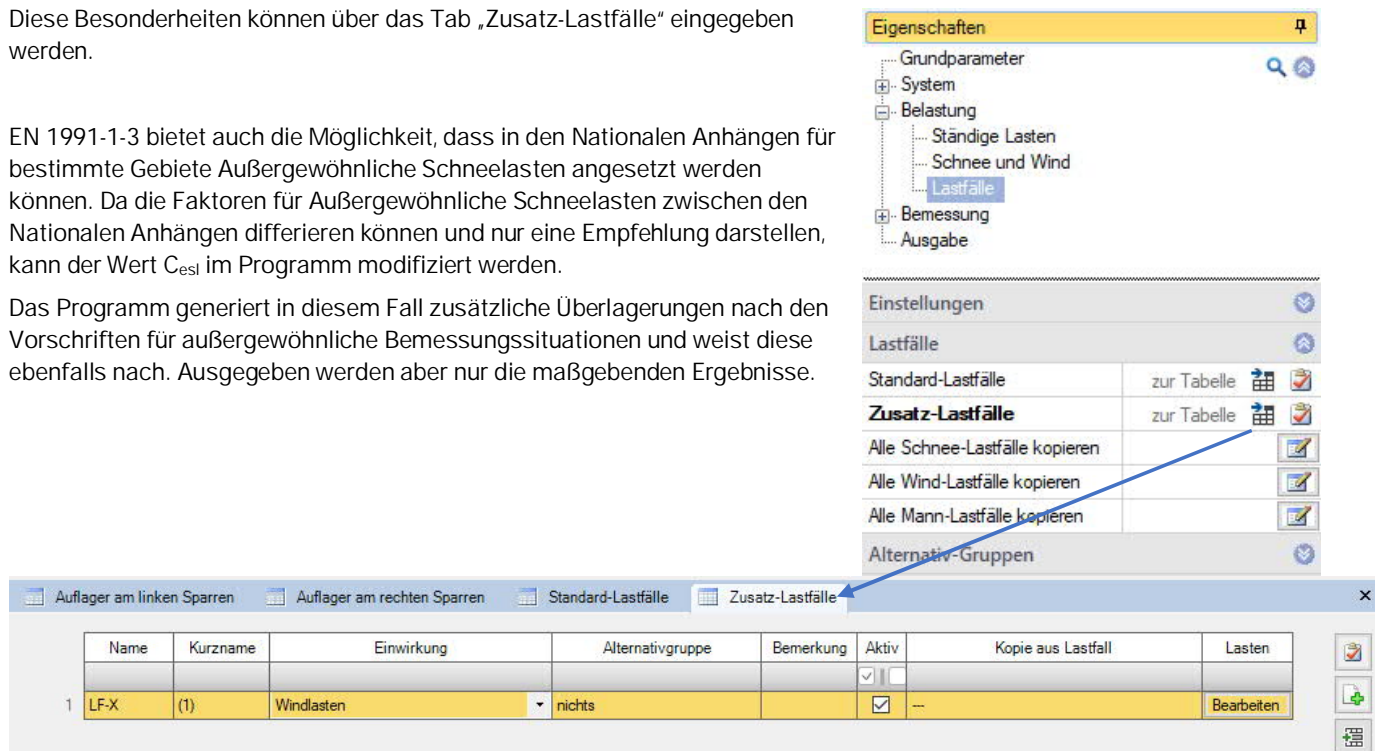 Diese Besonderheiten können über das Tab „Zusatz-Lastfälle" eingegeben
werden.
EN 1991-1-3 bietet auch die Möglichkeit, dass in den Nationalen Anhängen für
bestimmte Gebiete Außergewöhnliche Schneelasten angesetzt werden
können. Da die Faktoren für Außergewöhnliche Schneelasten zwischen den
Nationalen Anhängen differieren können und nur eine Empfehlung darstellen,
kann der Wert Cesl im Programm modifiziert werden.
Das Programm generiert in diesem Fall zusätzliche Überlagerungen nach den
Vorschriften für außergewöhnliche Bemessungssituationen und weist diese
ebenfalls nach. Ausgegeben werden aber nur die maßgebenden Ergebnisse.
Eigenschaften
Grundparameter
System
Belastung
Ständige Lasten
Schnee und Wind
Lastfälle
Bemessung
Ausgabe
Einstellungen
Lastfälle
Standard-Lastfälle zur Tabelle
Zusatz-Lastfälle zur Tabelle
Alle Schnee-Lastfälle kopieren
Alle Wind-Lastfälle kopieren
Alle Mann-Lastfälle kopieren
Alternativ-Gruppen
Auflager am linken Sparren Auflager am rechten Sparren Standard-Lastfälle Zusatz-Lastfälle
Name Kurzname Einwirkung Alternativgruppe Bemerkung Aktiv Kopie aus Lastfall Lasten
1 LF-X (1) Windlasten nichts --- Bearbeiten